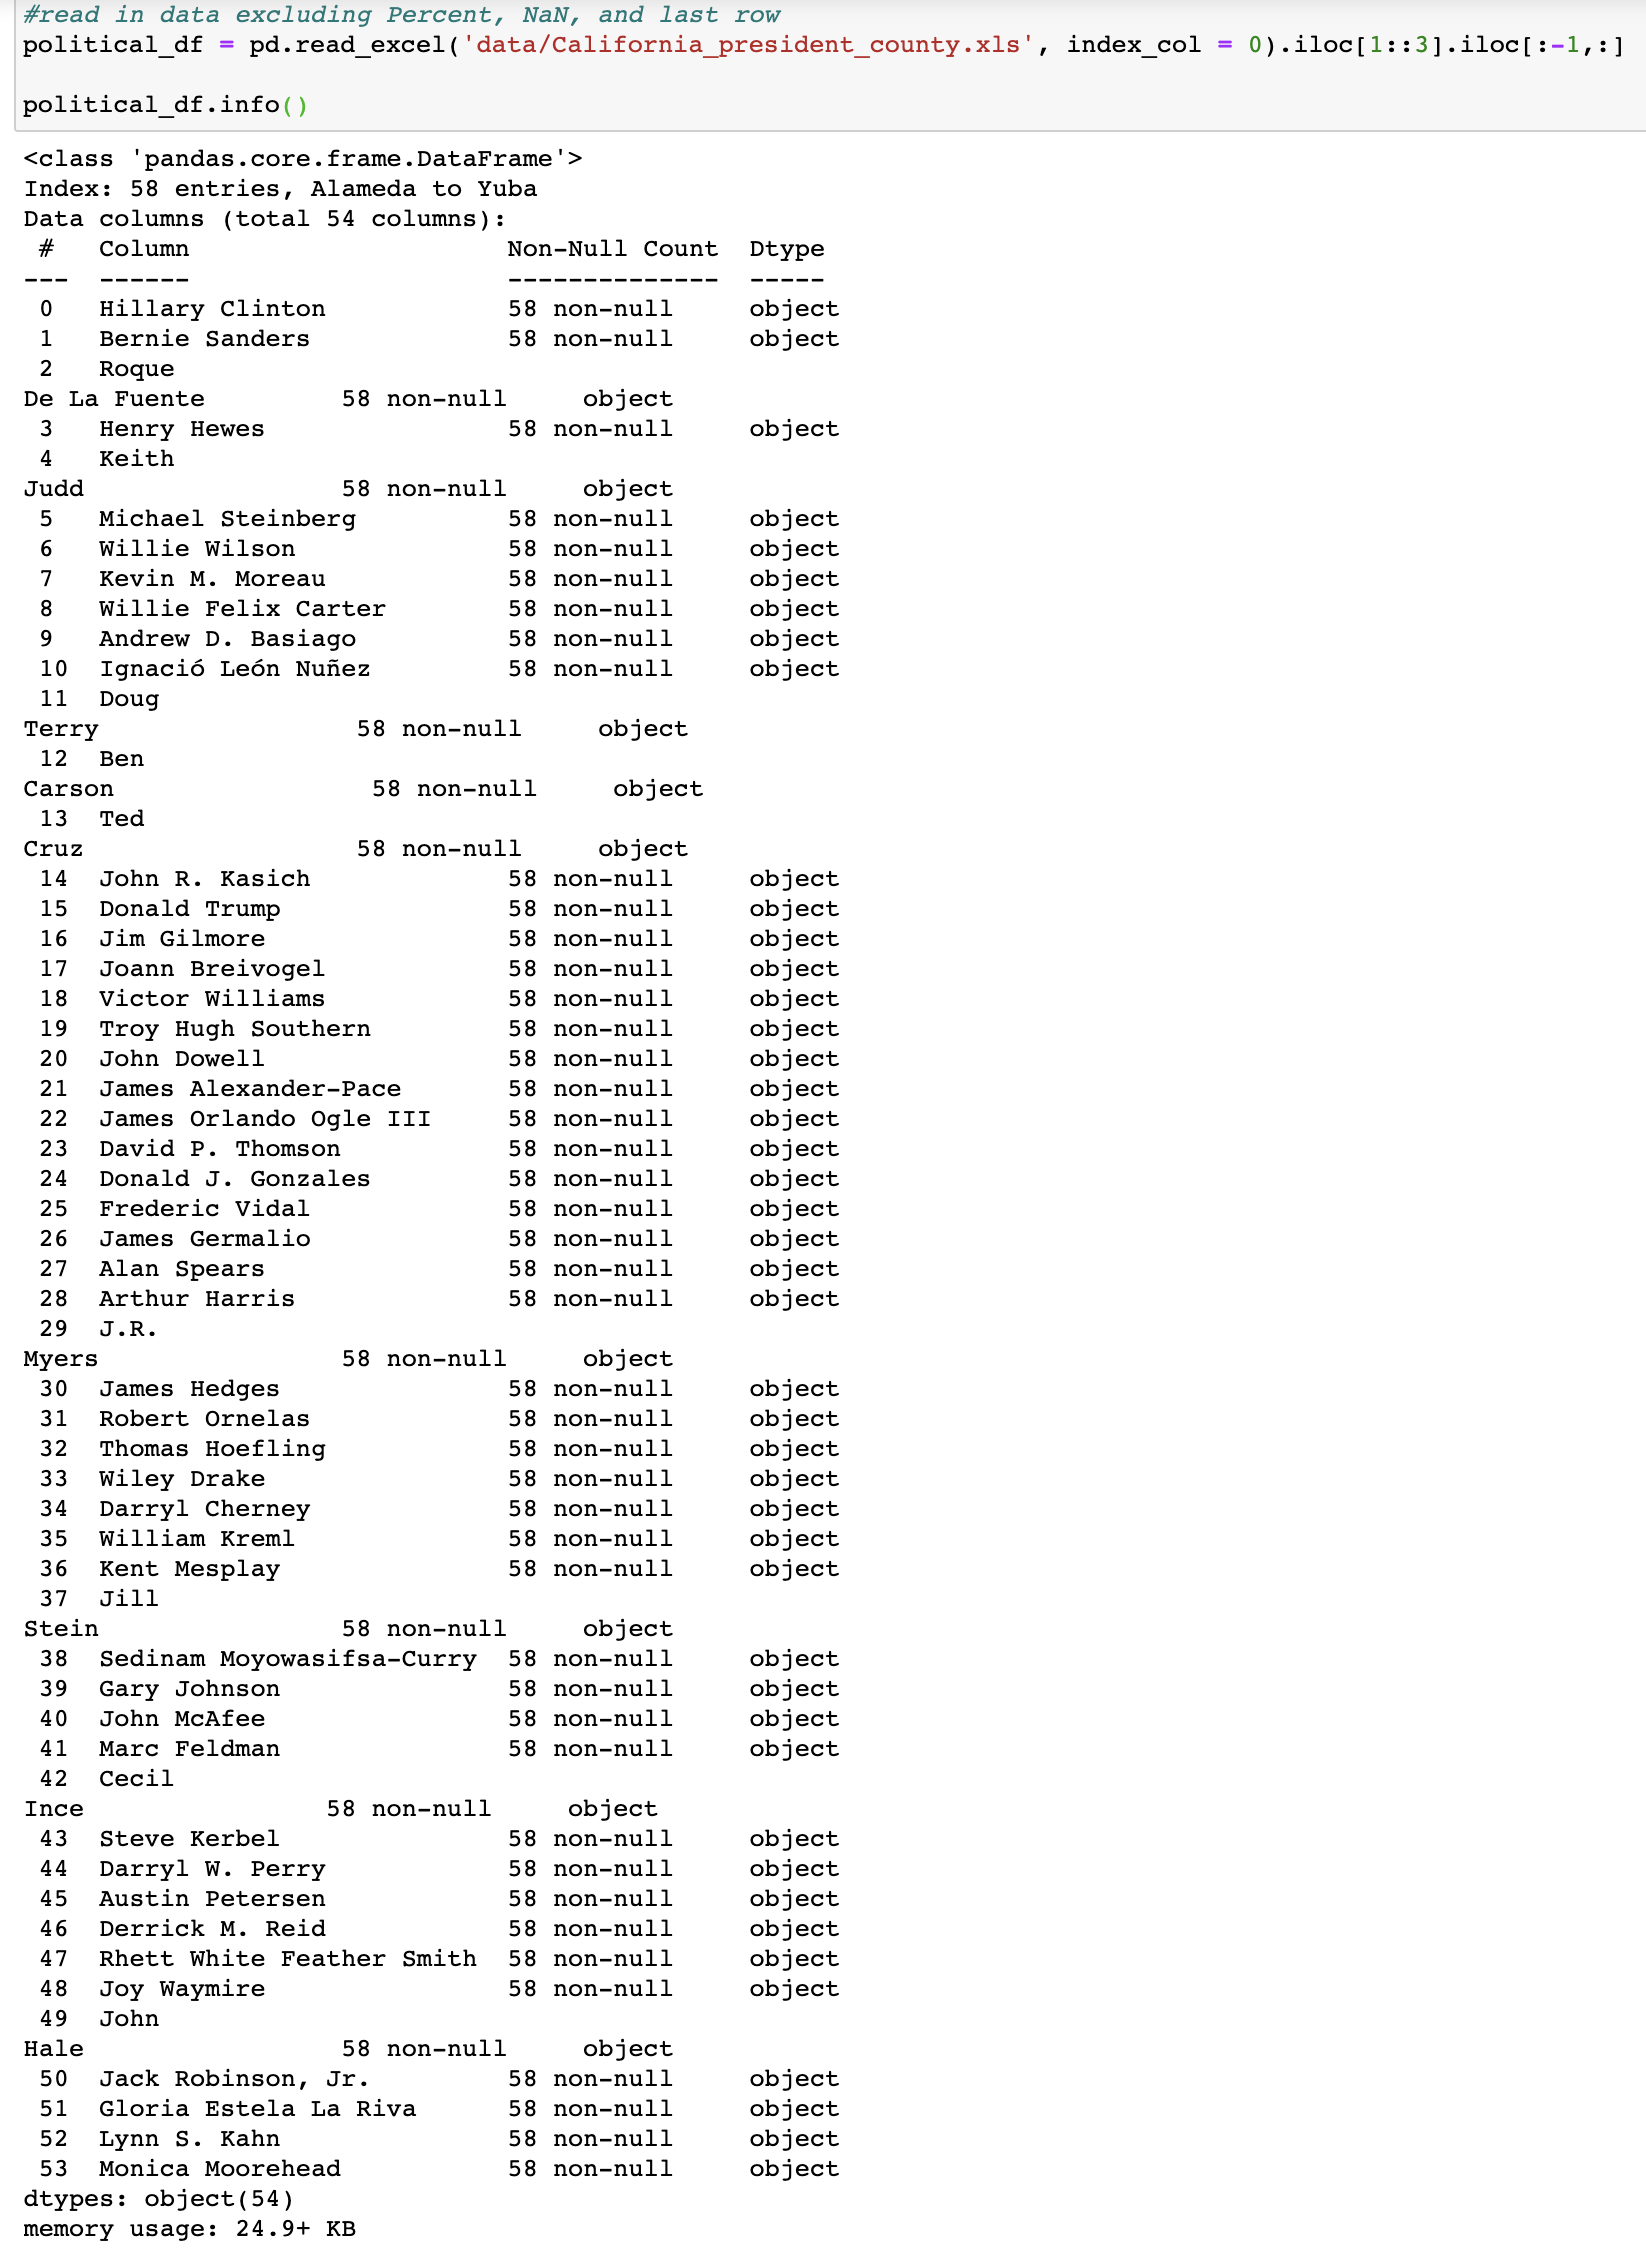 #read in data excluding Percent, NaN, and last row
political_df = pd.read_excel('data/California_president_county.xls', index_col = 0).iloc[1::3].iloc[:-1,:]
political_df.info()
<class 'pandas.core.frame.DataFrame'>
Index: 58 entries, Alameda to Yuba
Data columns (total 54 columns):
 #   Column                     Non-Null Count  Dtype
---  ------                     --------------  -----
 0   Hillary Clinton            58 non-null     object
 1   Bernie Sanders             58 non-null     object
 2   Roque
De La Fuente         58 non-null     object
 3   Henry Hewes                58 non-null     object
 4   Keith
Judd                 58 non-null     object
 5   Michael Steinberg          58 non-null     object
 6   Willie Wilson              58 non-null     object
 7   Kevin M. Moreau            58 non-null     object
 8   Willie Felix Carter        58 non-null     object
 9   Andrew D. Basiago          58 non-null     object
 10  Ignació León Nuñez         58 non-null     object
 11  Doug
Terry                 58 non-null     object
 12  Ben
Carson                 58 non-null     object
 13  Ted
Cruz                  58 non-null     object
 14  John R. Kasich             58 non-null     object
 15  Donald Trump               58 non-null     object
 16  Jim Gilmore                58 non-null     object
 17  Joann Breivogel            58 non-null     object
 18  Victor Williams            58 non-null     object
 19  Troy Hugh Southern         58 non-null     object
 20  John Dowell                58 non-null     object
 21  James Alexander-Pace       58 non-null     object
 22  James Orlando Ogle III     58 non-null     object
 23  David P. Thomson           58 non-null     object
 24  Donald J. Gonzales         58 non-null     object
 25  Frederic Vidal             58 non-null     object
 26  James Germalio             58 non-null     object
 27  Alan Spears                58 non-null     object
 28  Arthur Harris              58 non-null     object
 29  J.R.
Myers                58 non-null     object
 30  James Hedges               58 non-null     object
 31  Robert Ornelas             58 non-null     object
 32  Thomas Hoefling            58 non-null     object
 33  Wiley Drake                58 non-null     object
 34  Darryl Cherney             58 non-null     object
 35  William Kreml              58 non-null     object
 36  Kent Mesplay               58 non-null     object
 37  Jill
Stein                58 non-null     object
 38  Sedinam Moyowasifsa-Curry  58 non-null     object
 39  Gary Johnson               58 non-null     object
 40  John McAfee                58 non-null     object
 41  Marc Feldman               58 non-null     object
 42  Cecil
Ince                58 non-null     object
 43  Steve Kerbel               58 non-null     object
 44  Darryl W. Perry            58 non-null     object
 45  Austin Petersen            58 non-null     object
 46  Derrick M. Reid            58 non-null     object
 47  Rhett White Feather Smith  58 non-null     object
 48  Joy Waymire                58 non-null     object
 49  John
Hale                 58 non-null     object
 50  Jack Robinson, Jr.         58 non-null     object
 51  Gloria Estela La Riva      58 non-null     object
 52  Lynn S. Kahn               58 non-null     object
 53  Monica Moorehead           58 non-null     object
dtypes: object(54)
memory usage: 24.9+ KB